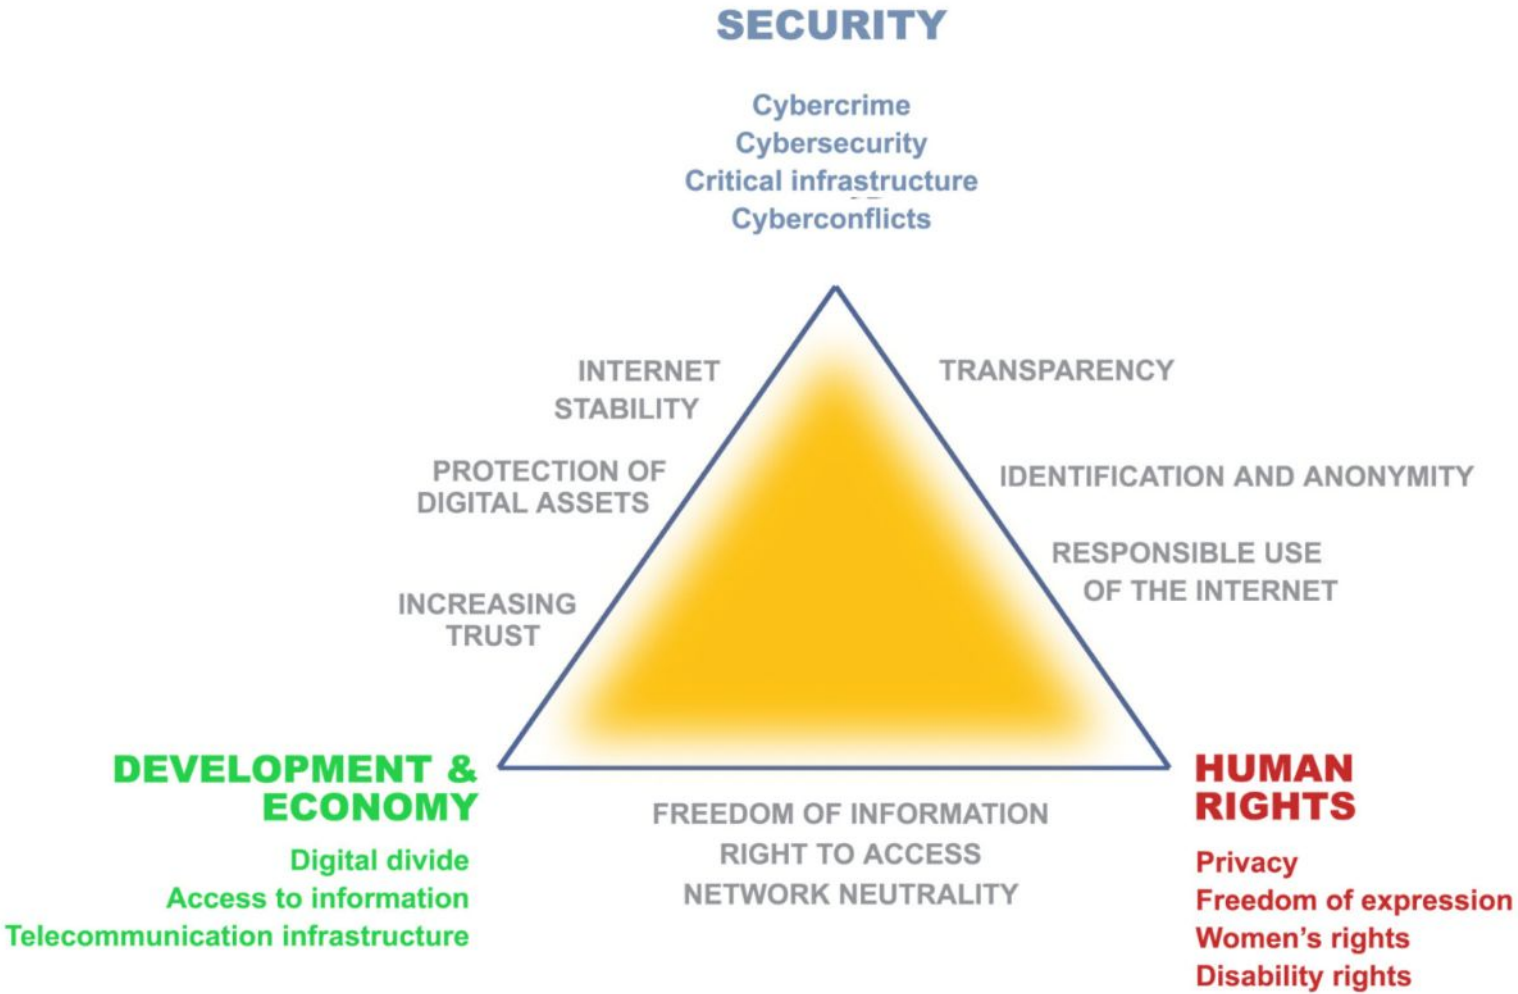 SECURITY
Cybercrime
Cybersecurity
Critical infrastructure
Cyberconflicts
INTERNET
STABILITY
TRANSPARENCY
PROTECTION OF
DIGITAL ASSETS
IDENTIFICATION AND ANONYMITY
RESPONSIBLE USE
OF THE INTERNET
INCREASING
TRUST
DEVELOPMENT &
ECONOMY
Digital divide
Access to information
Telecommunication infrastructure
FREEDOM OF INFORMATION
RIGHT TO ACCESS
NETWORK NEUTRALITY
HUMAN
RIGHTS
Privacy
Freedom of expression
Women’s rights
Disability rights